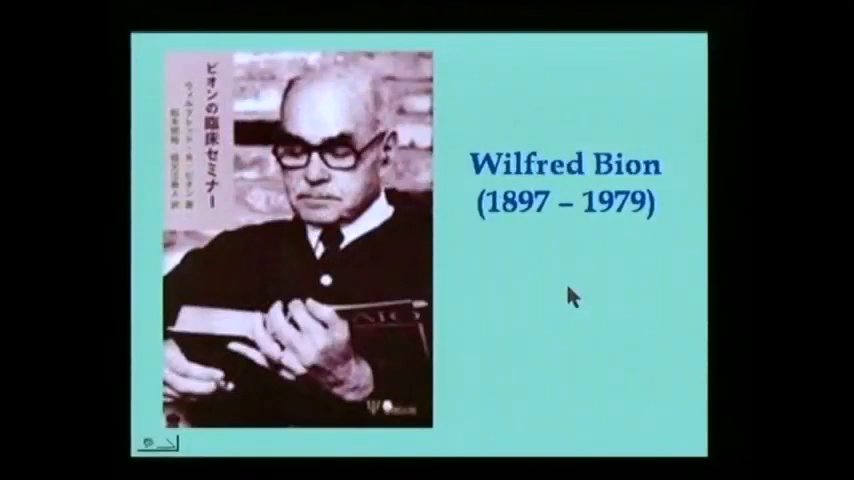 ビオンの臨床セミナー
ウィルフレッド・R・ビオン 著
Wilfred Bion
(1897 – 1979)